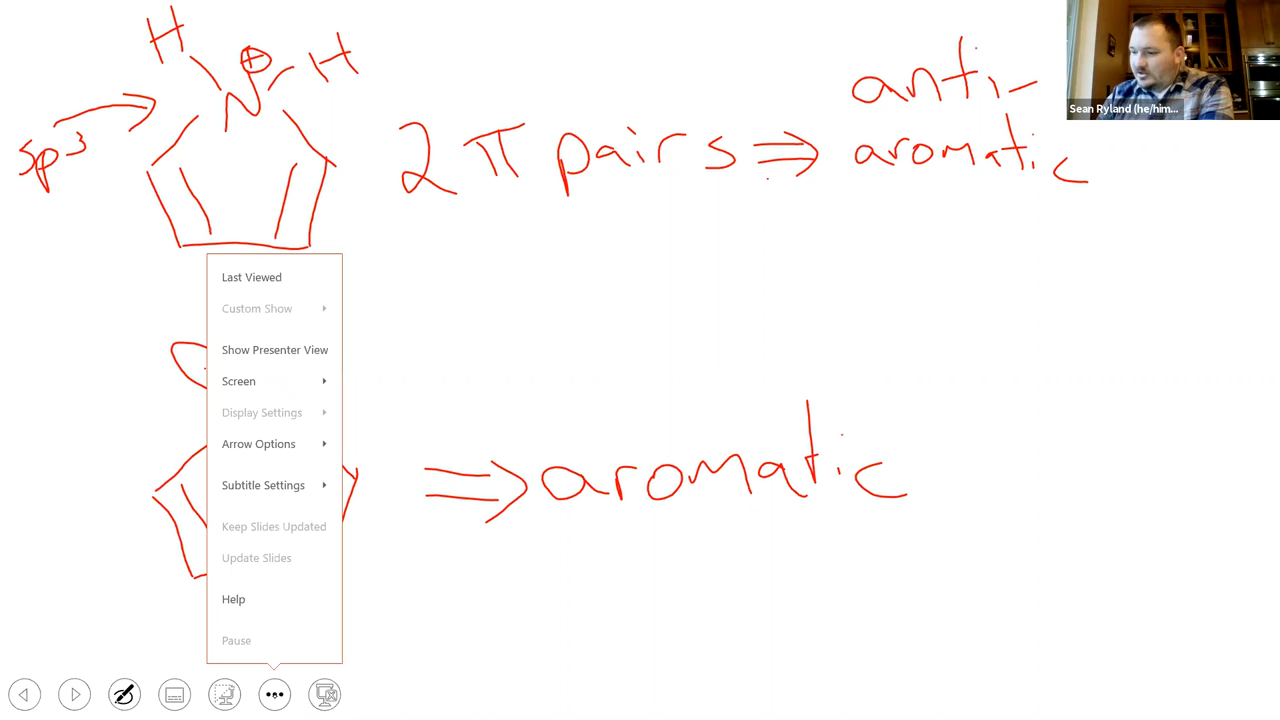 H
⊕
N
H
sp³
2 π pairs ⇒ anti-
aromatic
⇒ aromatic
Last Viewed
Custom Show
Show Presenter View
Screen
Display Settings
Arrow Options
Subtitle Settings
Keep Slides Updated
Update Slides
Help
Pause
Sean Ryland (he/him...